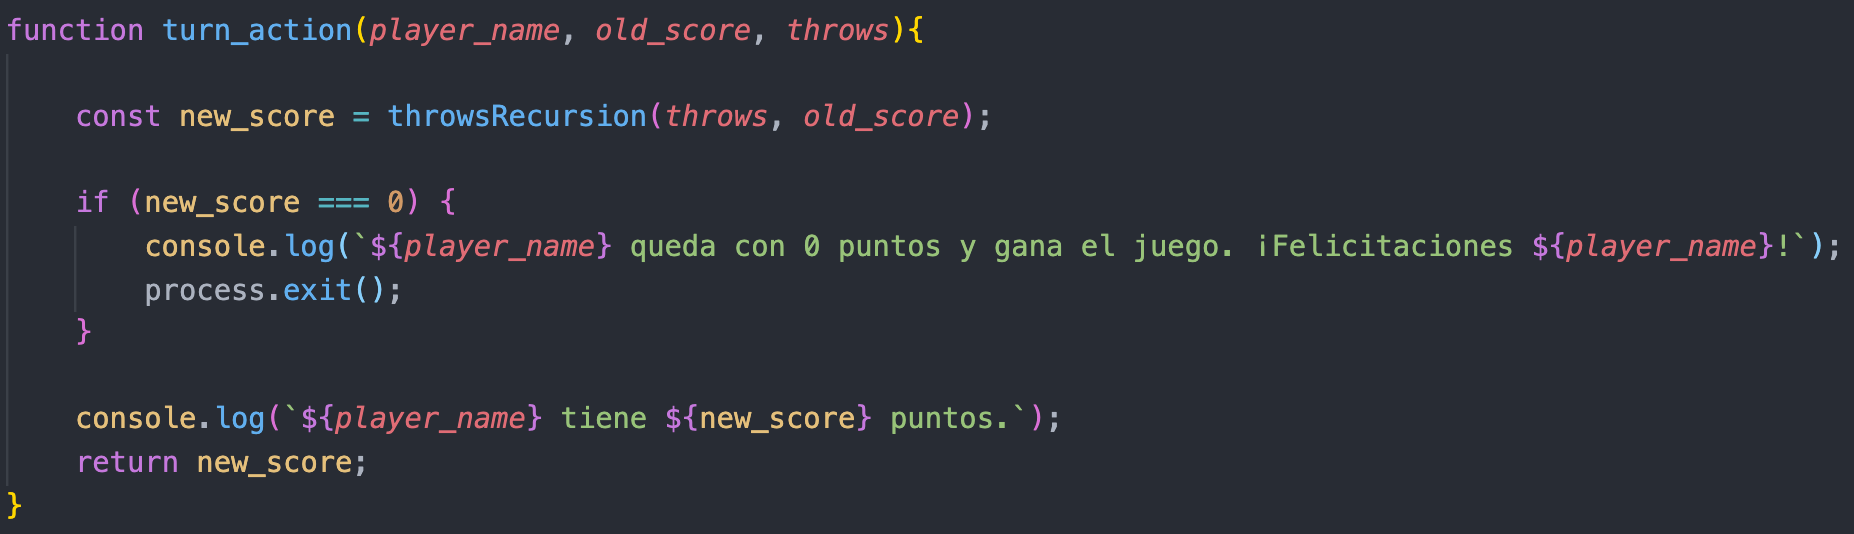 function turn_action(player_name, old_score, throws){
const new_score = throwsRecursion(throws, old_score);
if (new_score === 0) {
console.log(`${player_name} queda con 0 puntos y gana el juego. ¡Felicitaciones ${player_name}!`);
process.exit();
}
console.log(`${player_name} tiene ${new_score} puntos.`);
return new_score;
}